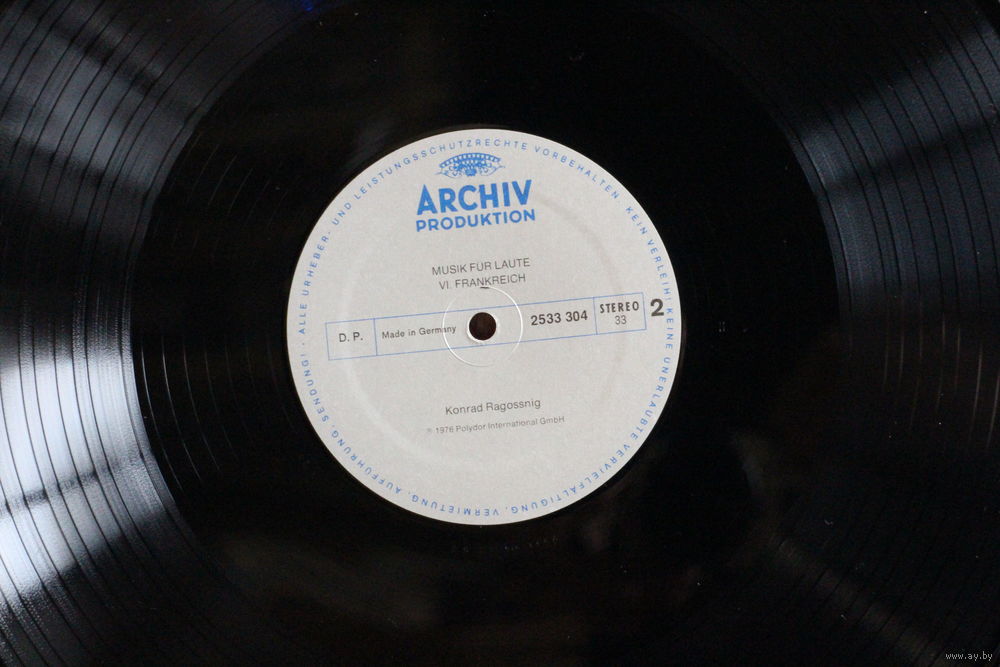 ALLE URHEBER- UND LEISTUNGSSCHUTZRECHTE VORBEHALTEN. KEIN VERLEIH! KEINE UNERLAUBTE VERVIELFÄLTIGUNG, VERMIETUNG, AUFFÜHRUNG, SENDUNG! ·
ARCHIV
PRODUKTION
MUSIK FÜR LAUTE
VI. FRANKREICH
D. P.
Made in Germany
2533 304
STEREO
33
2
Konrad Ragossnig
℗ 1976 Polydor International GmbH
www.ay.by